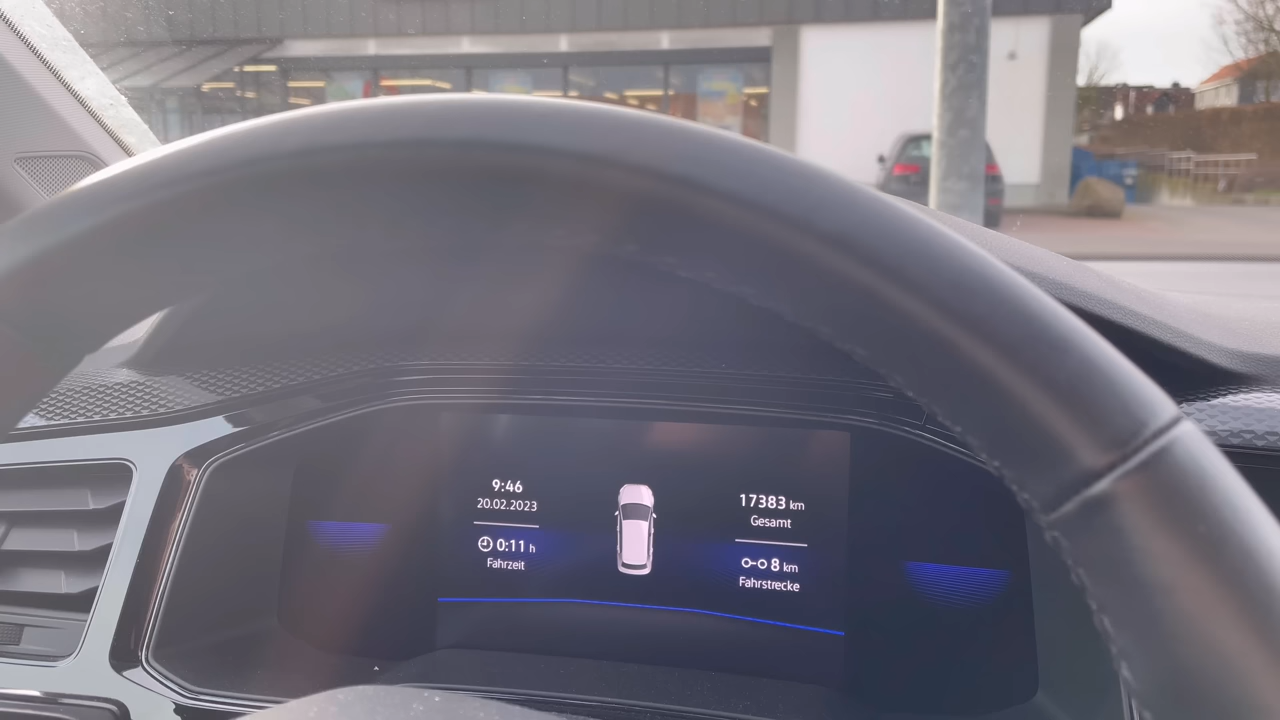 9:46
20.02.2023
0:11 h
Fahrzeit
17383 km
Gesamt
8 km
Fahrstrecke